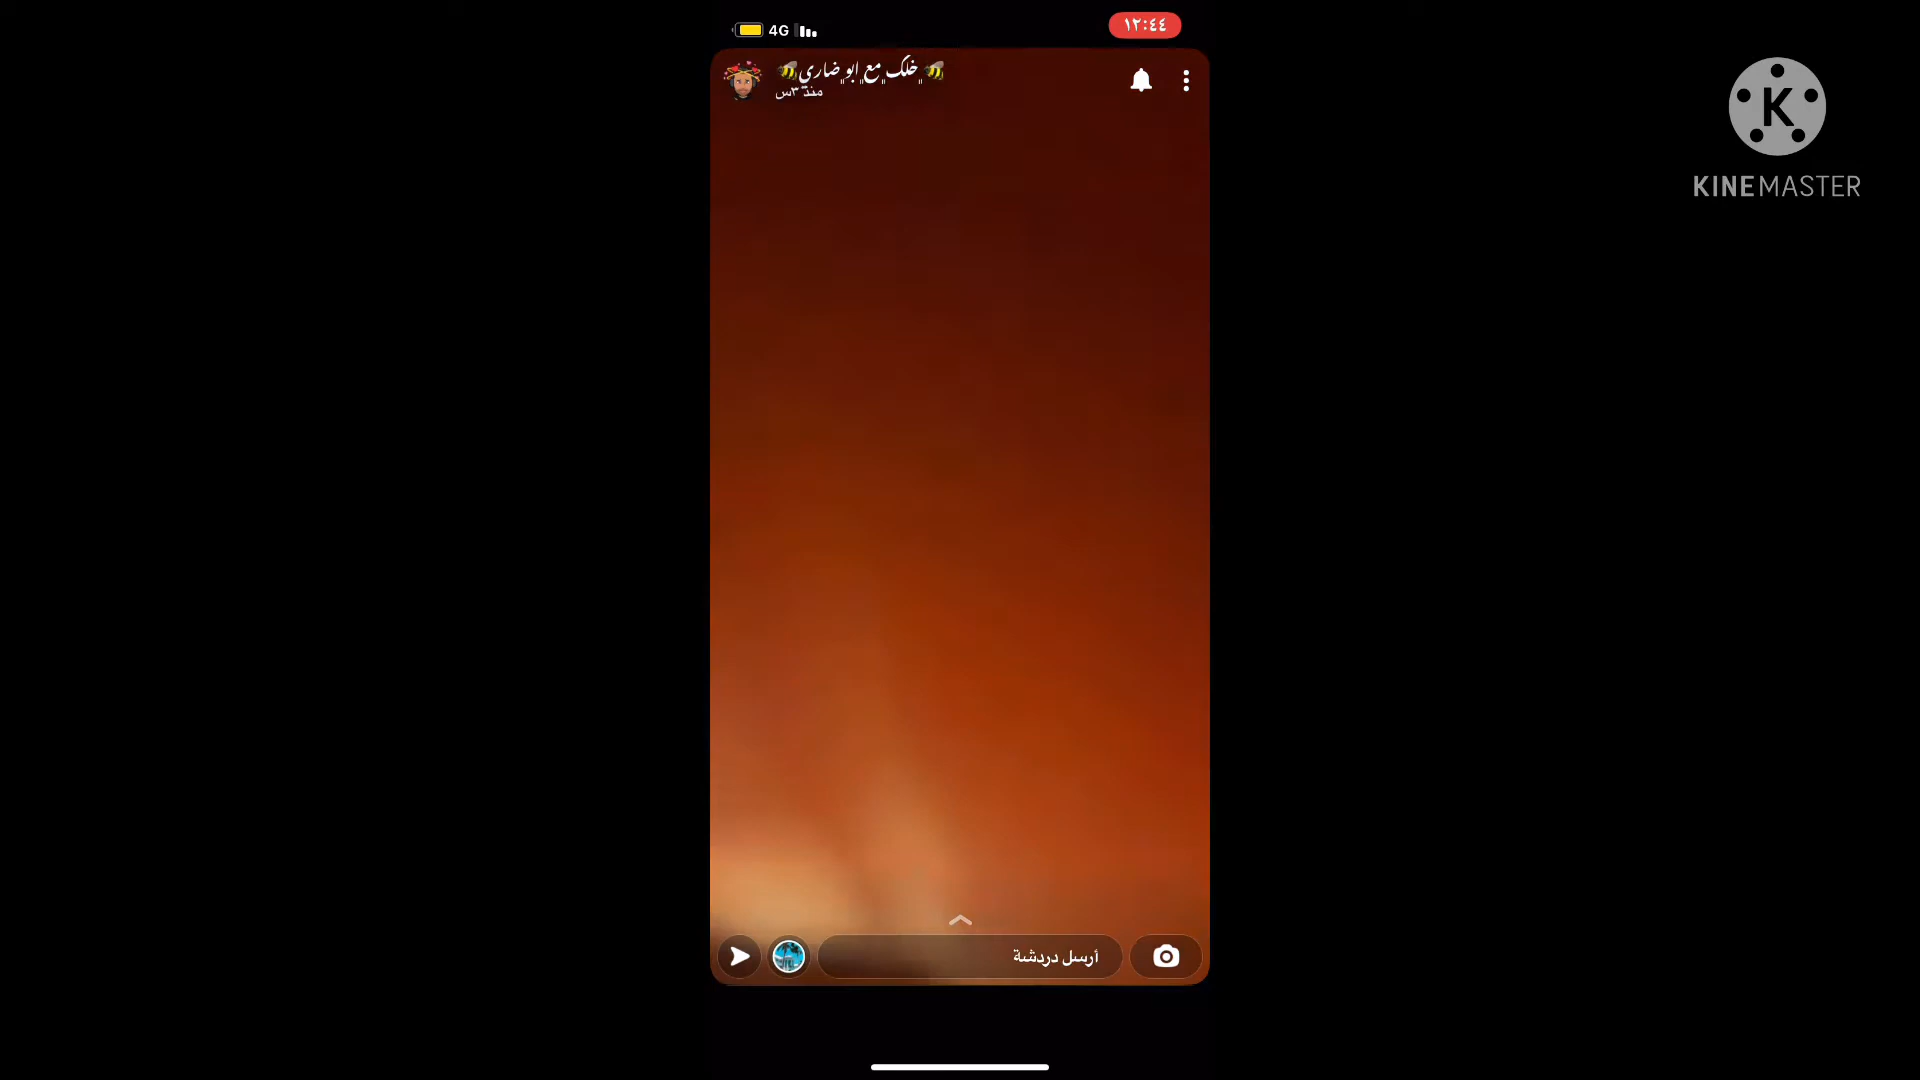 4G
١٢:٤٤
🐝خلك مع ابو ضاري🐝
منذ ٣س
KINEMASTER
أرسل دردشة